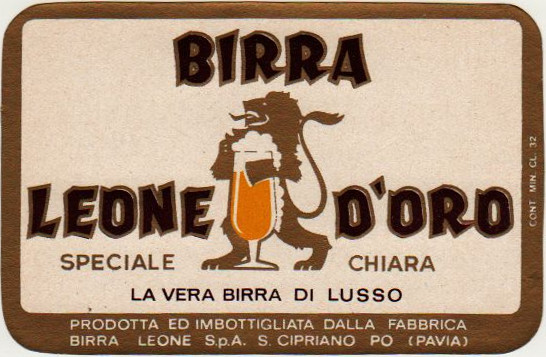 BIRRA
LEONE D'ORO
SPECIALE CHIARA
LA VERA BIRRA DI LUSSO
PRODOTTA ED IMBOTTIGLIATA DALLA FABBRICA
BIRRA LEONE S.p.A. S. CIPRIANO PO (PAVIA)
CONT. MIN. CL. 32